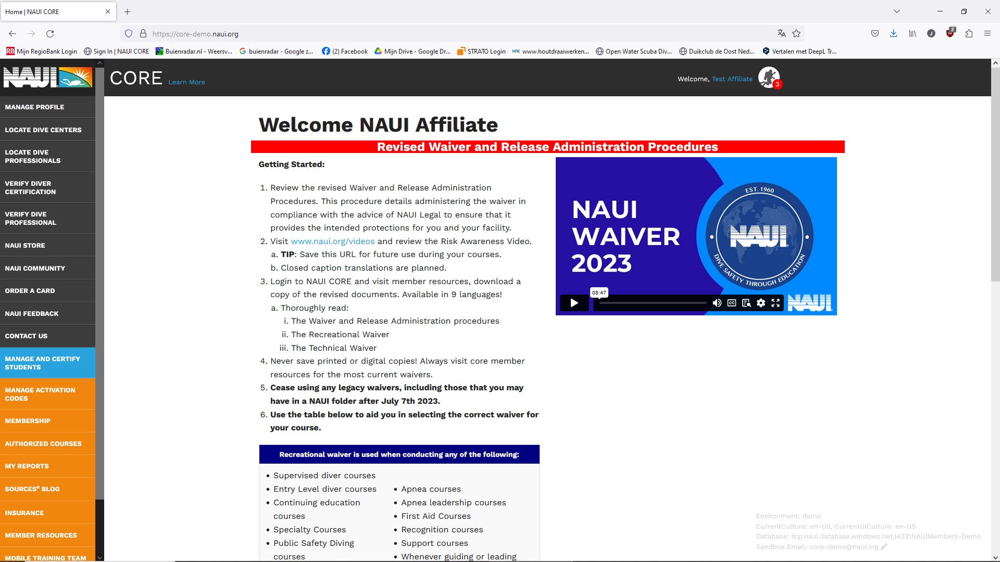 Home | NAUI CORE
https://core-demo.naui.org
Mijn RegioBank Login
Sign In | NAUI CORE
Buienradar.nl - Weersv...
buienradar - Google z...
(2) Facebook
Mijn Drive - Google Dr...
STRATO Login
www.houtdraaiwerken...
Open Water Scuba Div...
Duikclub de Oost Ned...
Vertalen met DeepL Tr...
NAUI
CORE Learn More
Welcome, Test Affiliate
3
MANAGE PROFILE
LOCATE DIVE CENTERS
LOCATE DIVE
PROFESSIONALS
VERIFY DIVER
CERTIFICATION
VERIFY DIVE
PROFESSIONAL
NAUI STORE
NAUI COMMUNITY
ORDER A CARD
NAUI FEEDBACK
CONTACT US
MANAGE AND CERTIFY
STUDENTS
MANAGE ACTIVATION
CODES
MEMBERSHIP
AUTHORIZED COURSES
MY REPORTS
SOURCES© BLOG
INSURANCE
MEMBER RESOURCES
MOBILE TRAINING TEAM
Welcome NAUI Affiliate
Revised Waiver and Release Administration Procedures
Getting Started:
1. Review the revised Waiver and Release Administration
Procedures. This procedure details administering the waiver in
compliance with the advice of NAUI Legal to ensure that it
provides the intended protections for you and your facility.
2. Visit www.naui.org/videos and review the Risk Awareness Video.
a. TIP: Save this URL for future use during your courses.
b. Closed caption translations are planned.
3. Login to NAUI CORE and visit member resources, download a
copy of the revised documents. Available in 9 languages!
a. Thoroughly read:
i. The Waiver and Release Administration procedures
ii. The Recreational Waiver
iii. The Technical Waiver
4. Never save printed or digital copies! Always visit core member
resources for the most current waivers.
5. Cease using any legacy waivers, including those that you may
have in a NAUI folder after July 7th 2023.
6. Use the table below to aid you in selecting the correct waiver for
your course.
Recreational waiver is used when conducting any of the following:
• Supervised diver courses
• Entry Level diver courses
• Continuing education
courses
• Specialty Courses
• Public Safety Diving
courses
• Apnea courses
• Apnea leadership courses
• First Aid Courses
• Recognition courses
• Support courses
• Whenever guiding or leading
NAUI
WAIVER
2023
EST. 1960
NAUI
DIVE SAFETY THROUGH EDUCATION
08:47
CC
NAUI
Environment: demo
CurrentCulture: en-US, CurrentUICulture: en-US
Database: tcp:naui.database.windows.net,1433\NAUIMembers-Demo
Sandbox Email: core-demo@naui.org